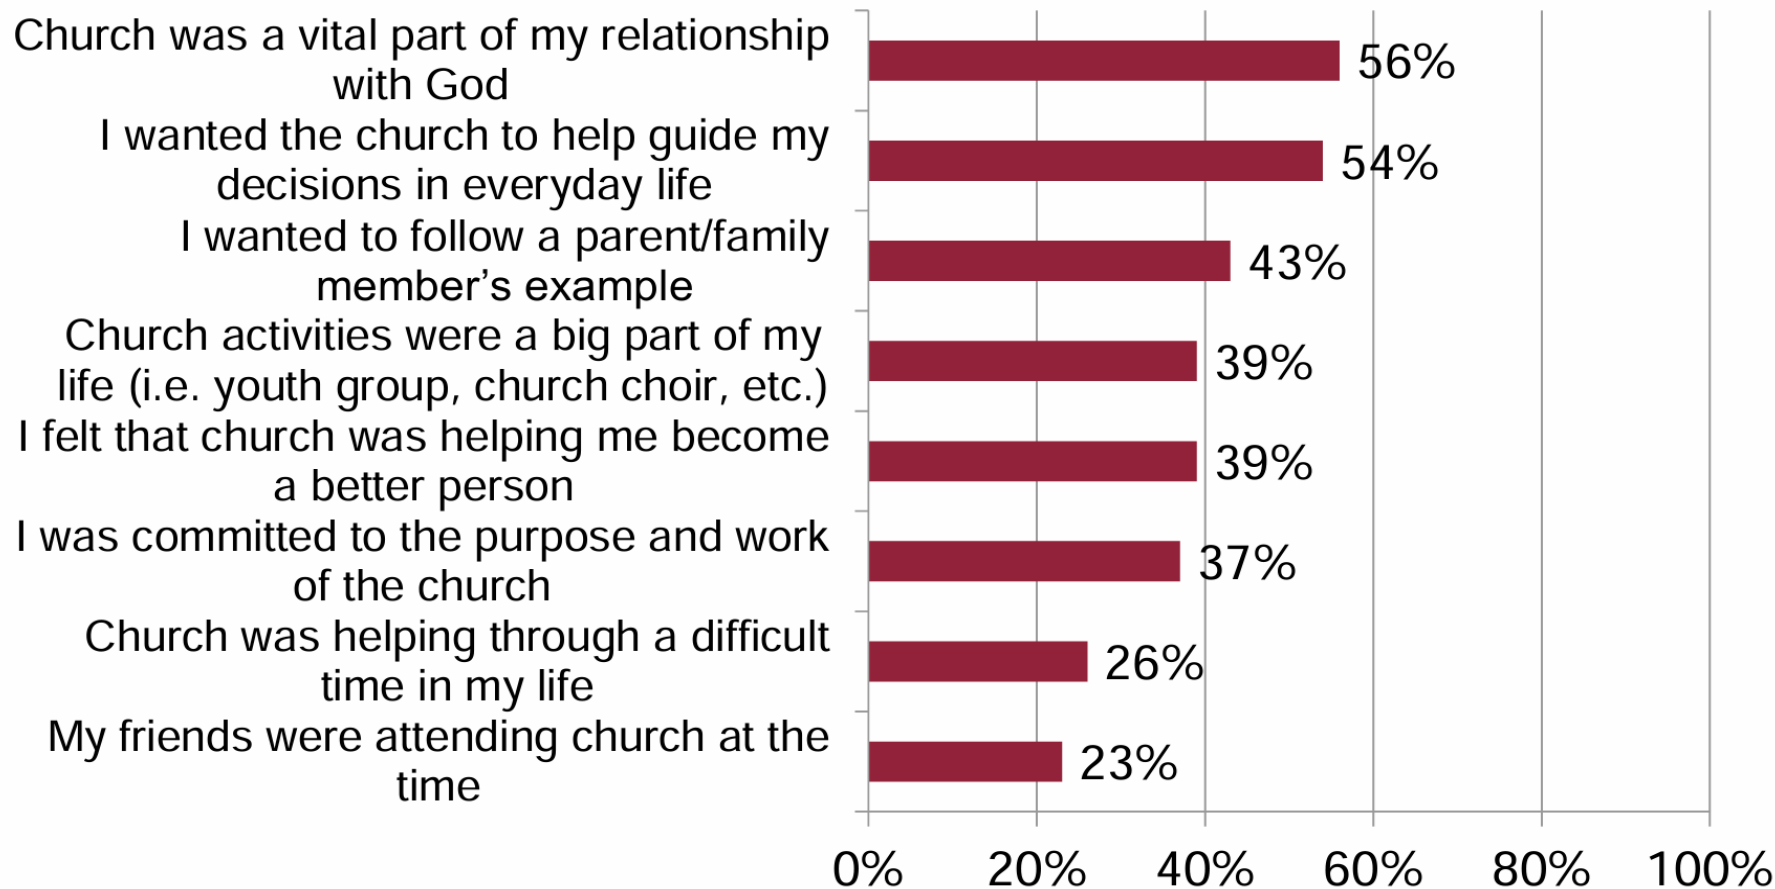 Church was a vital part of my relationship
with God
56%
I wanted the church to help guide my
decisions in everyday life
54%
I wanted to follow a parent/family
member’s example
43%
Church activities were a big part of my
life (i.e. youth group, church choir, etc.)
39%
I felt that church was helping me become
a better person
39%
I was committed to the purpose and work
of the church
37%
Church was helping through a difficult
time in my life
26%
My friends were attending church at the
time
23%
0% 20% 40% 60% 80% 100%